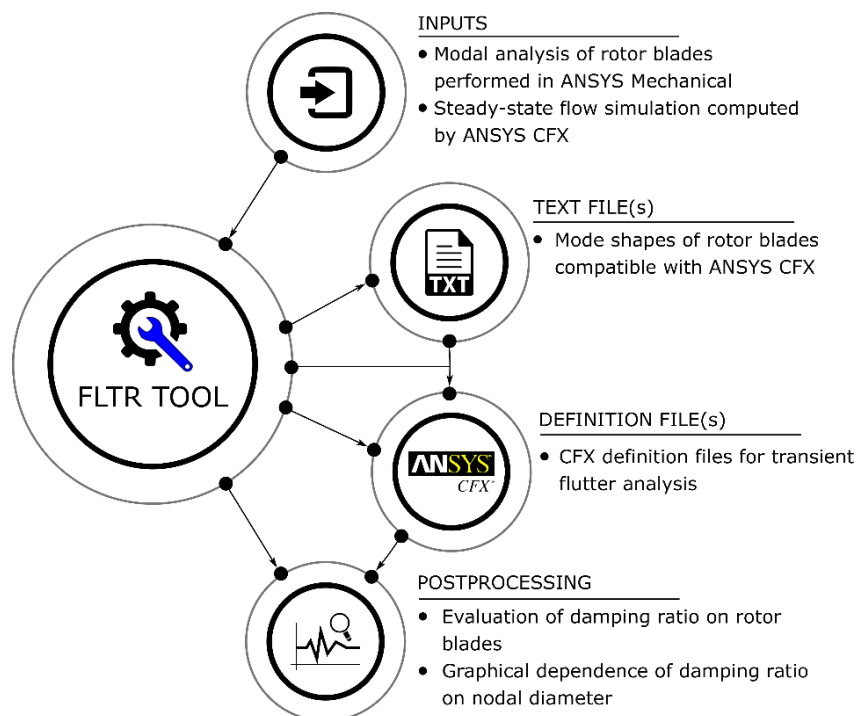 INPUTS
• Modal analysis of rotor blades
performed in ANSYS Mechanical
• Steady-state flow simulation computed
by ANSYS CFX
TEXT FILE(s)
• Mode shapes of rotor blades
compatible with ANSYS CFX
TXT
FLTR TOOL
DEFINITION FILE(s)
• CFX definition files for transient
flutter analysis
ANSYS
CFX
POSTPROCESSING
• Evaluation of damping ratio on rotor
blades
• Graphical dependence of damping ratio
on nodal diameter